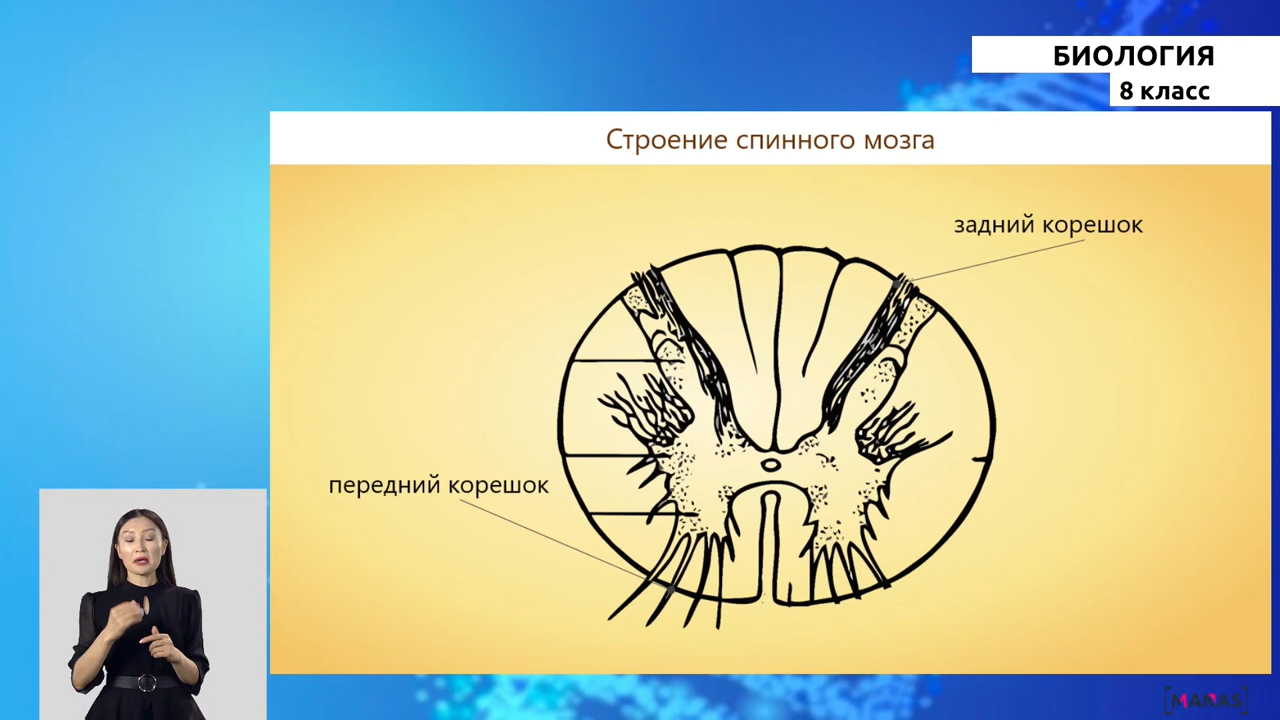 БИОЛОГИЯ
8 класс
Строение спинного мозга
задний корешок
передний корешок
MANAS